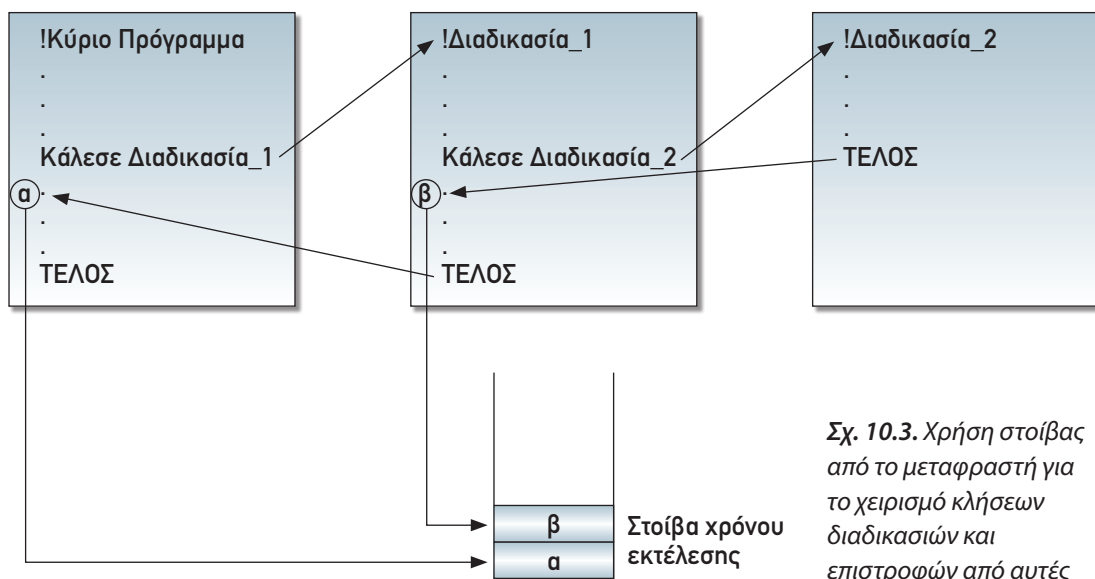 !Κύριο Πρόγραμμα
.
.
.
Κάλεσε Διαδικασία_1
α .
.
.
ΤΕΛΟΣ
!Διαδικασία_1
.
.
.
Κάλεσε Διαδικασία_2
β .
.
.
ΤΕΛΟΣ
!Διαδικασία_2
.
.
.
ΤΕΛΟΣ
β
α
Στοίβα χρόνου
εκτέλεσης
Σχ. 10.3. Χρήση στοίβας
από το μεταφραστή για
το χειρισμό κλήσεων
διαδικασιών και
επιστροφών από αυτές